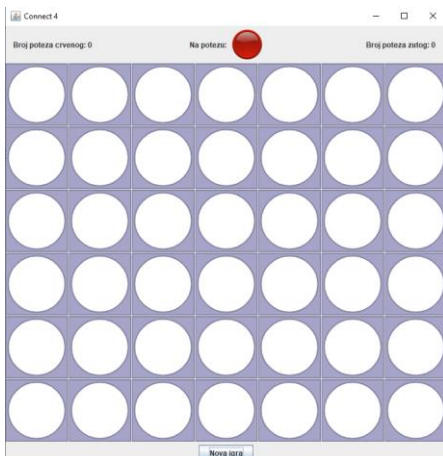 Connect 4
Broj poteza crvenog: 0 Na potezu: Broj poteza zutog: 0
Nova igra